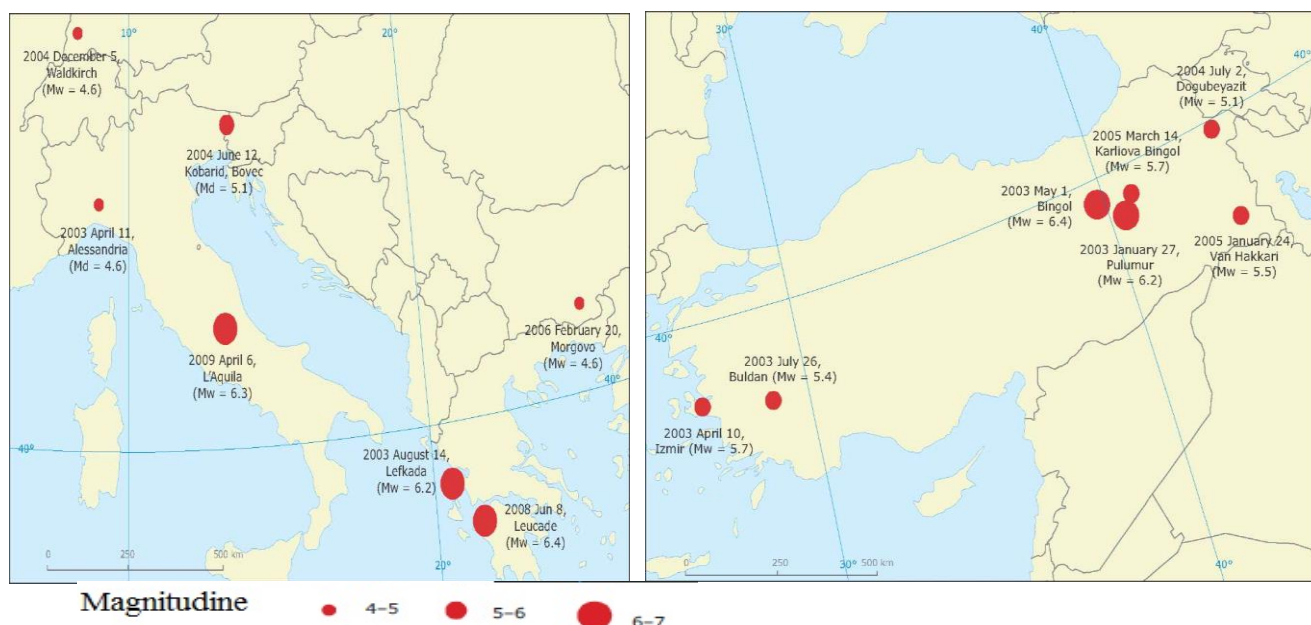 10°
20°
2004 December 5,
Waldkirch
(Mw = 4.6)
2004 June 12,
Kobarid, Bovec
(Md = 5.1)
2003 April 11,
Alessandria
(Md = 4.6)
2006 February 20,
Morgovo
(Mw = 4.6)
2009 April 6,
L'Aquila
(Mw = 6.3)
40°
40°
2003 August 14,
Lefkada
(Mw = 6.2)
2008 Jun 8,
Leucade
(Mw = 6.4)
0 250 500 km
20°
30°
40°
40°
2004 July 2,
Dogubeyazit
(Mw = 5.1)
2005 March 14,
Karliova Bingol
(Mw = 5.7)
2003 May 1,
Bingol
(Mw = 6.4)
2003 January 27,
Pulumur
(Mw = 6.2)
2005 January 24,
Van Hakkari
(Mw = 5.5)
40°
2003 July 26,
Buldan (Mw = 5.4)
2003 April 10,
Izmir (Mw = 5.7)
0 250 500 km
30°
40°
Magnitudine 4–5 5–6 6–7